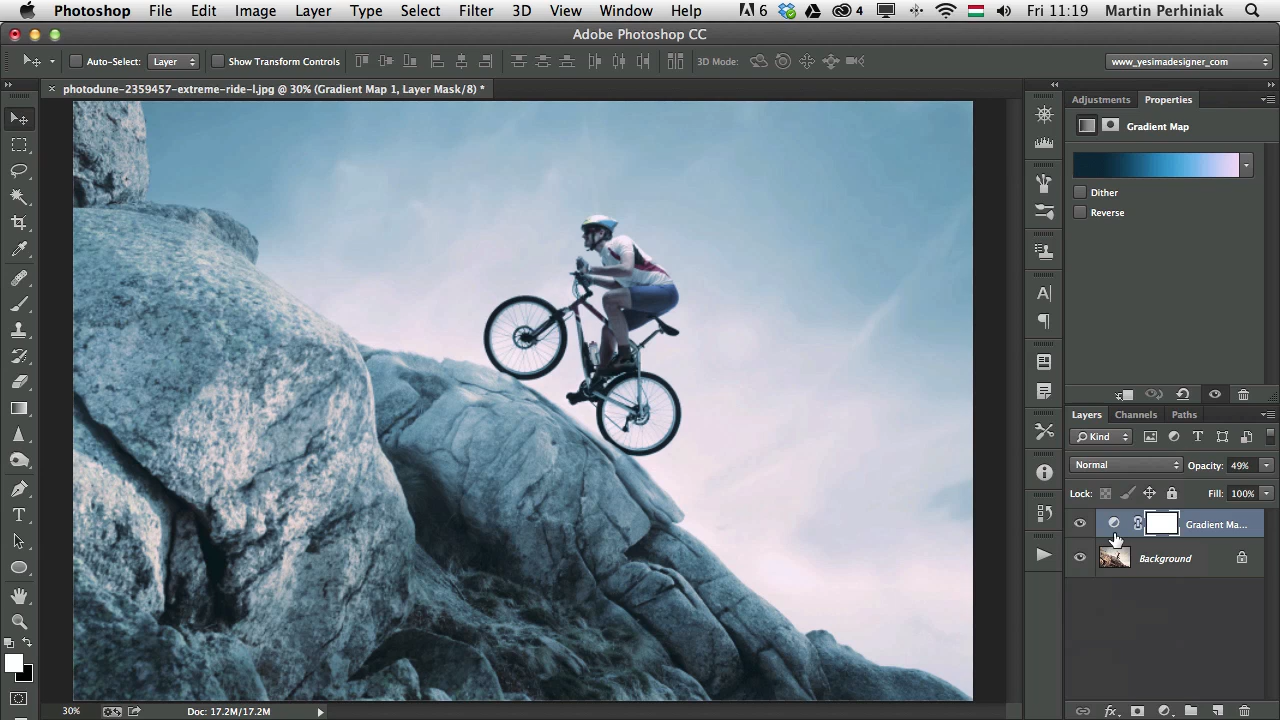 Photoshop File Edit Image Layer Type Select Filter 3D View Window Help 6 4 Fri 11:19 Martin Perhiniak
Adobe Photoshop CC
Auto-Select: Layer Show Transform Controls 3D Mode: www_yesimadesigner_com
× photodune-2359457-extreme-ride-l.jpg @ 30% (Gradient Map 1, Layer Mask/8) *
Adjustments Properties
Gradient Map
Dither
Reverse
Layers Channels Paths
Kind
Normal Opacity: 49%
Lock: Fill: 100%
Gradient Ma...
Background
30% Doc: 17.2M/17.2M